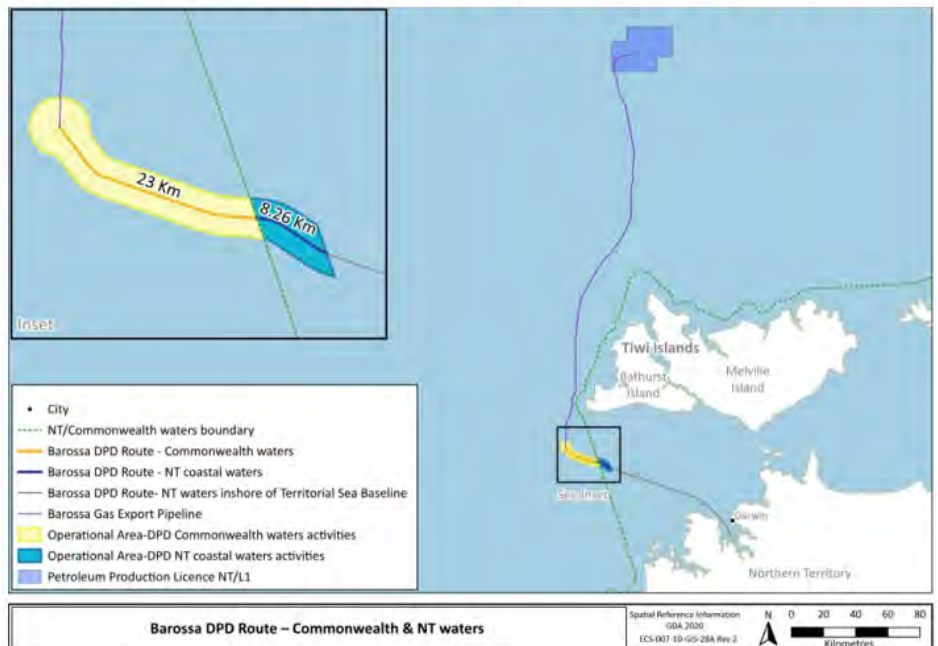 23 Km
8.26 Km
Inset
Tiwi Islands
Bathurst
Island
Melville
Island
See Inset
Darwin
Northern Territory
City
NT/Commonwealth waters boundary
Barossa DPD Route - Commonwealth waters
Barossa DPD Route - NT coastal waters
Barossa DPD Route- NT waters inshore of Territorial Sea Baseline
Barossa Gas Export Pipeline
Operational Area-DPD Commonwealth waters activities
Operational Area-DPD NT coastal waters activities
Petroleum Production Licence NT/L1
Barossa DPD Route – Commonwealth & NT waters
Spatial Reference Information
GDA 2020
ECS-007-10-GIS-28A Rev 2
N
0 20 40 60 80
Kilometres